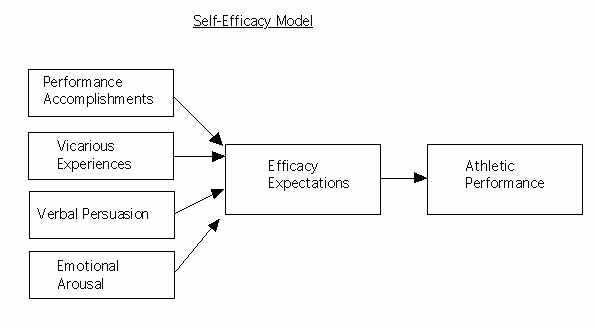 Self-Efficacy Model
Performance
Accomplishments
Vicarious
Experiences
Verbal Persuasion
Emotional
Arousal
Efficacy
Expectations
Athletic
Performance